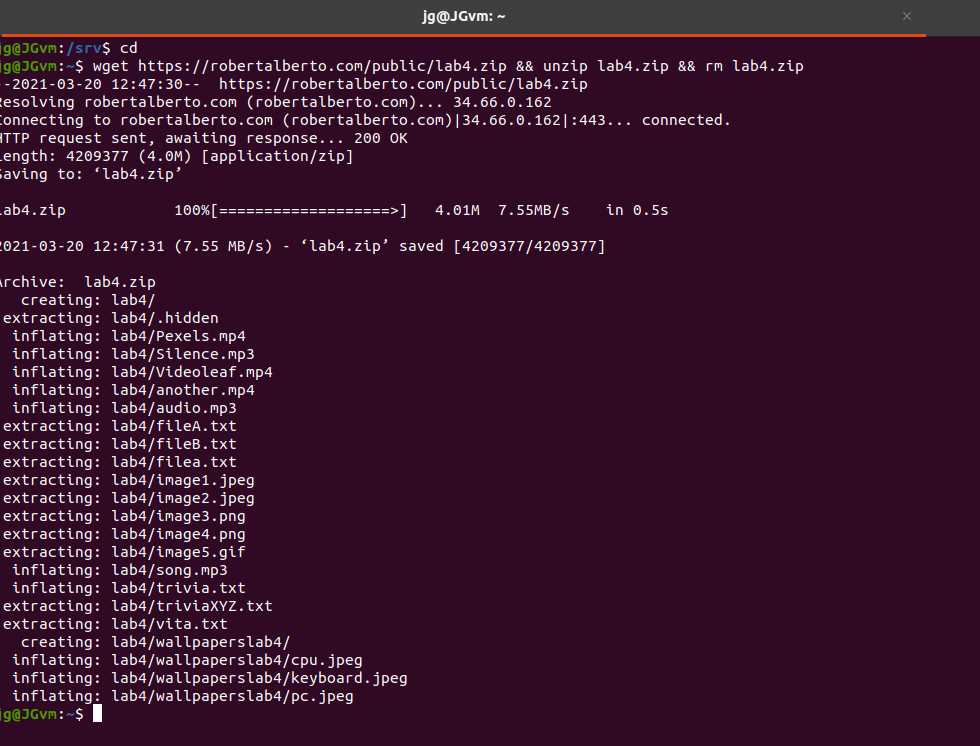 jg@JGvm: ~
jg@JGvm:/srv$ cd
jg@JGvm:~$ wget https://robertalberto.com/public/lab4.zip && unzip lab4.zip && rm lab4.zip
--2021-03-20 12:47:30--  https://robertalberto.com/public/lab4.zip
Resolving robertalberto.com (robertalberto.com)... 34.66.0.162
Connecting to robertalberto.com (robertalberto.com)|34.66.0.162|:443... connected.
HTTP request sent, awaiting response... 200 OK
Length: 4209377 (4.0M) [application/zip]
Saving to: ‘lab4.zip’
lab4.zip            100%[===================>]   4.01M  7.55MB/s    in 0.5s
2021-03-20 12:47:31 (7.55 MB/s) - ‘lab4.zip’ saved [4209377/4209377]
Archive:  lab4.zip
   creating: lab4/
 extracting: lab4/.hidden
  inflating: lab4/Pexels.mp4
  inflating: lab4/Silence.mp3
  inflating: lab4/Videoleaf.mp4
  inflating: lab4/another.mp4
  inflating: lab4/audio.mp3
 extracting: lab4/fileA.txt
 extracting: lab4/fileB.txt
 extracting: lab4/filea.txt
 extracting: lab4/image1.jpeg
 extracting: lab4/image2.jpeg
 extracting: lab4/image3.png
 extracting: lab4/image4.png
 extracting: lab4/image5.gif
  inflating: lab4/song.mp3
  inflating: lab4/trivia.txt
 extracting: lab4/triviaXYZ.txt
 extracting: lab4/vita.txt
   creating: lab4/wallpaperslab4/
  inflating: lab4/wallpaperslab4/cpu.jpeg
  inflating: lab4/wallpaperslab4/keyboard.jpeg
  inflating: lab4/wallpaperslab4/pc.jpeg
jg@JGvm:~$